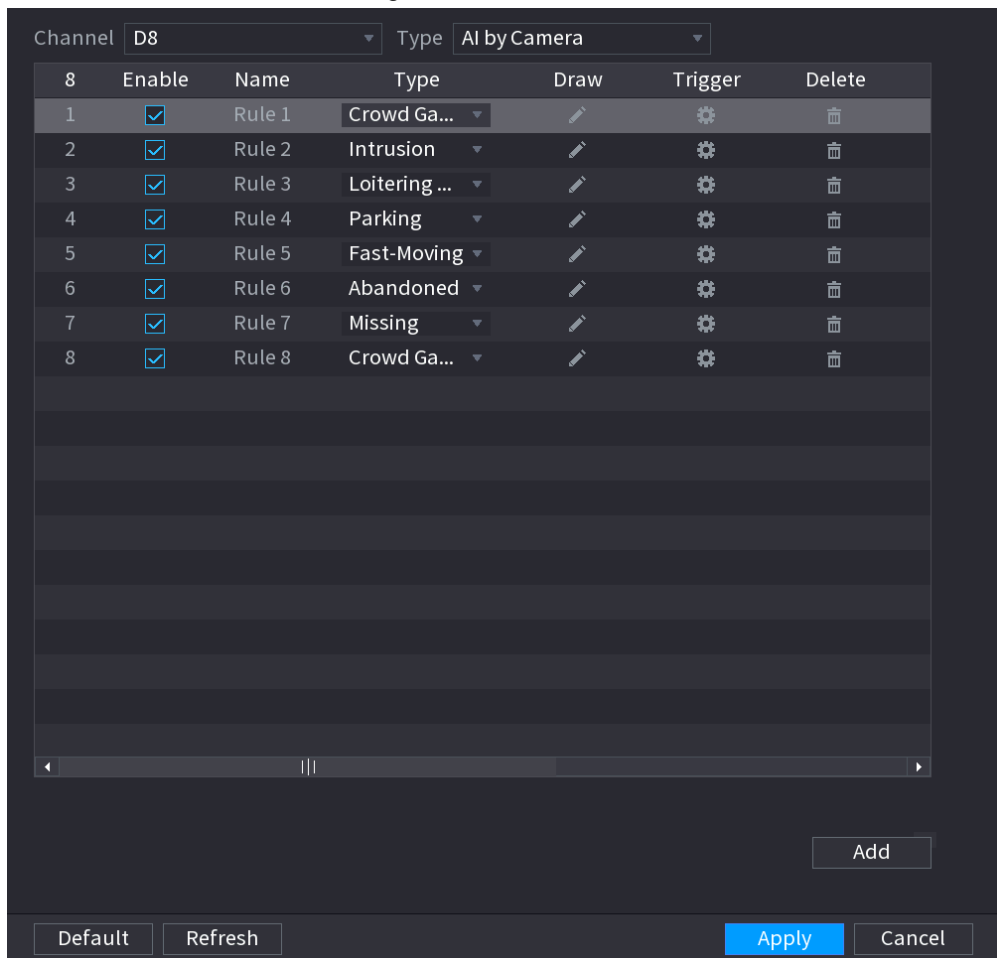 Channel D8 Type AI by Camera
8 Enable Name Type Draw Trigger Delete
1 Rule 1 Crowd Ga...
2 Rule 2 Intrusion
3 Rule 3 Loitering ...
4 Rule 4 Parking
5 Rule 5 Fast-Moving
6 Rule 6 Abandoned
7 Rule 7 Missing
8 Rule 8 Crowd Ga...
Add
Default Refresh Apply Cancel